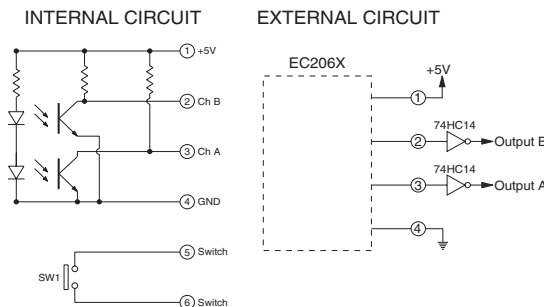 INTERNAL CIRCUIT
1 +5V
2 Ch B
3 Ch A
4 GND
5 Switch
SW1
6 Switch
EXTERNAL CIRCUIT
EC206X
+5V
1
74HC14
2 Output B
74HC14
3 Output A
4